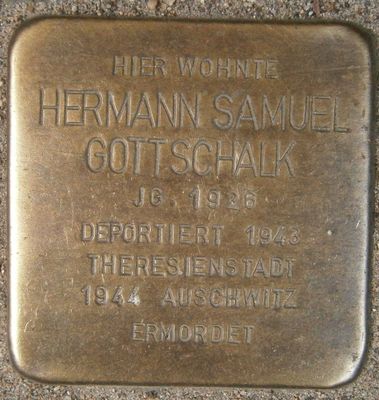 HIER WOHNTE
HERMANN SAMUEL
GOTTSCHALK
JG. 1926
DEPORTIERT 1943
THERESIENSTADT
1944 AUSCHWITZ
ERMORDET